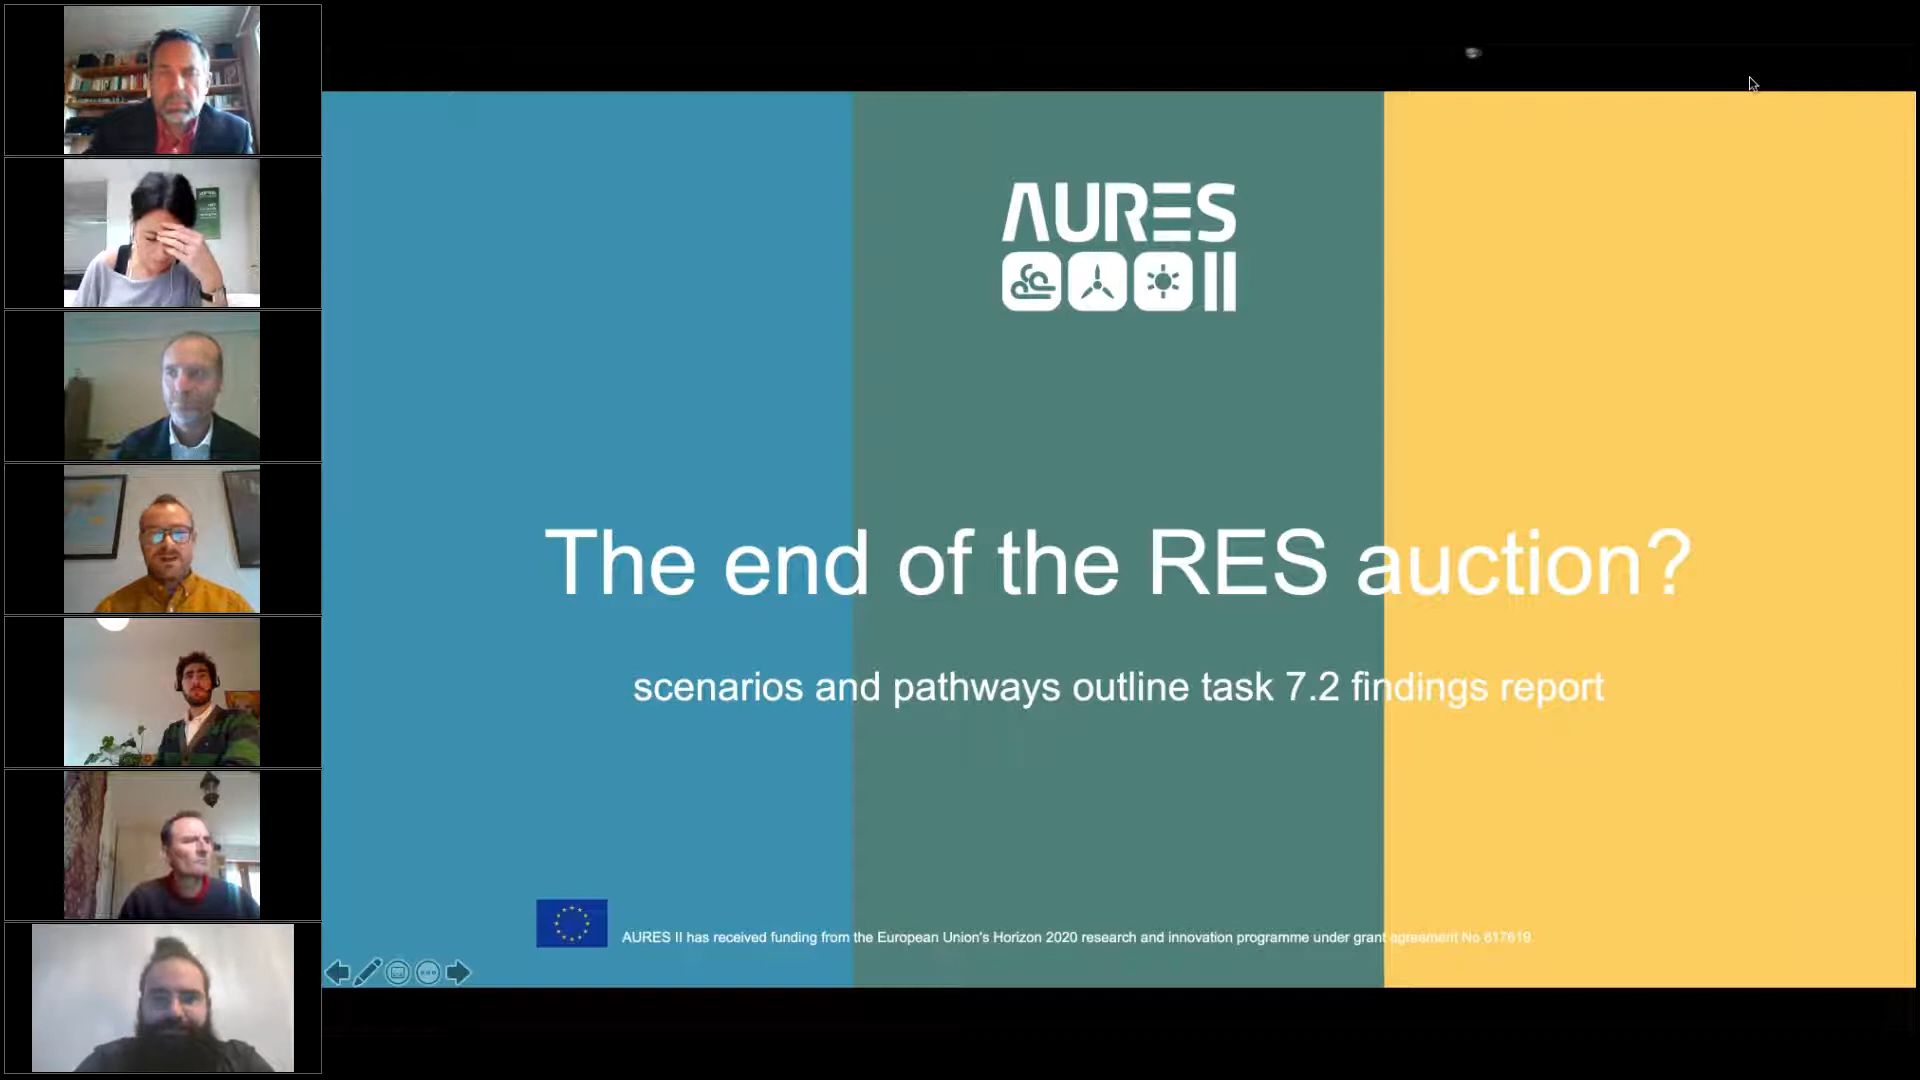 AURES
II
The end of the RES auction?
scenarios and pathways outline task 7.2 findings report
AURES II has received funding from the European Union's Horizon 2020 research and innovation programme under grant agreement No 817619